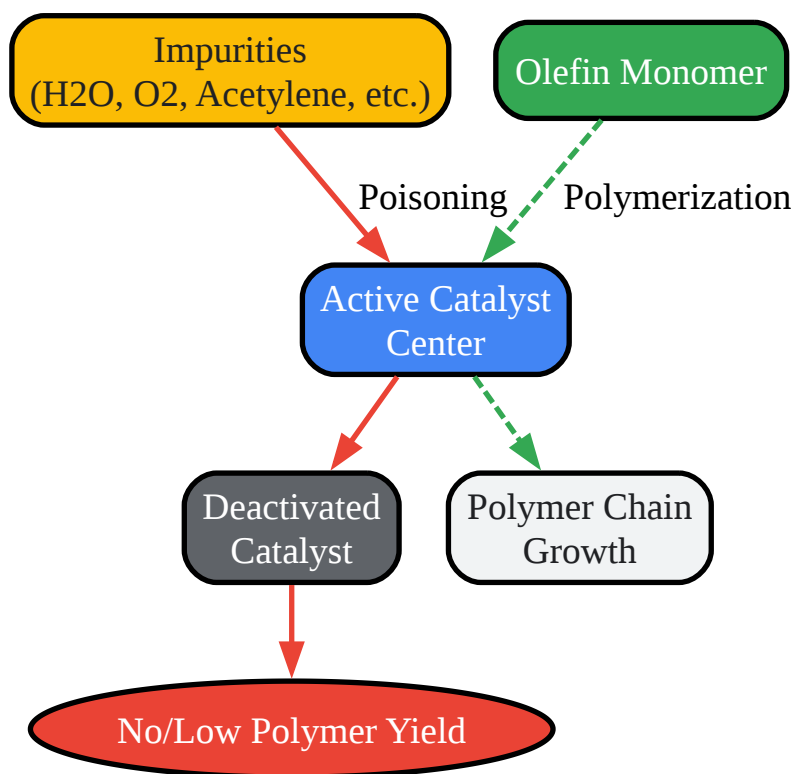 Impurities
(H2O, O2, Acetylene, etc.)
Olefin Monomer
Poisoning
Polymerization
Active Catalyst
Center
Deactivated
Catalyst
Polymer Chain
Growth
No/Low Polymer Yield